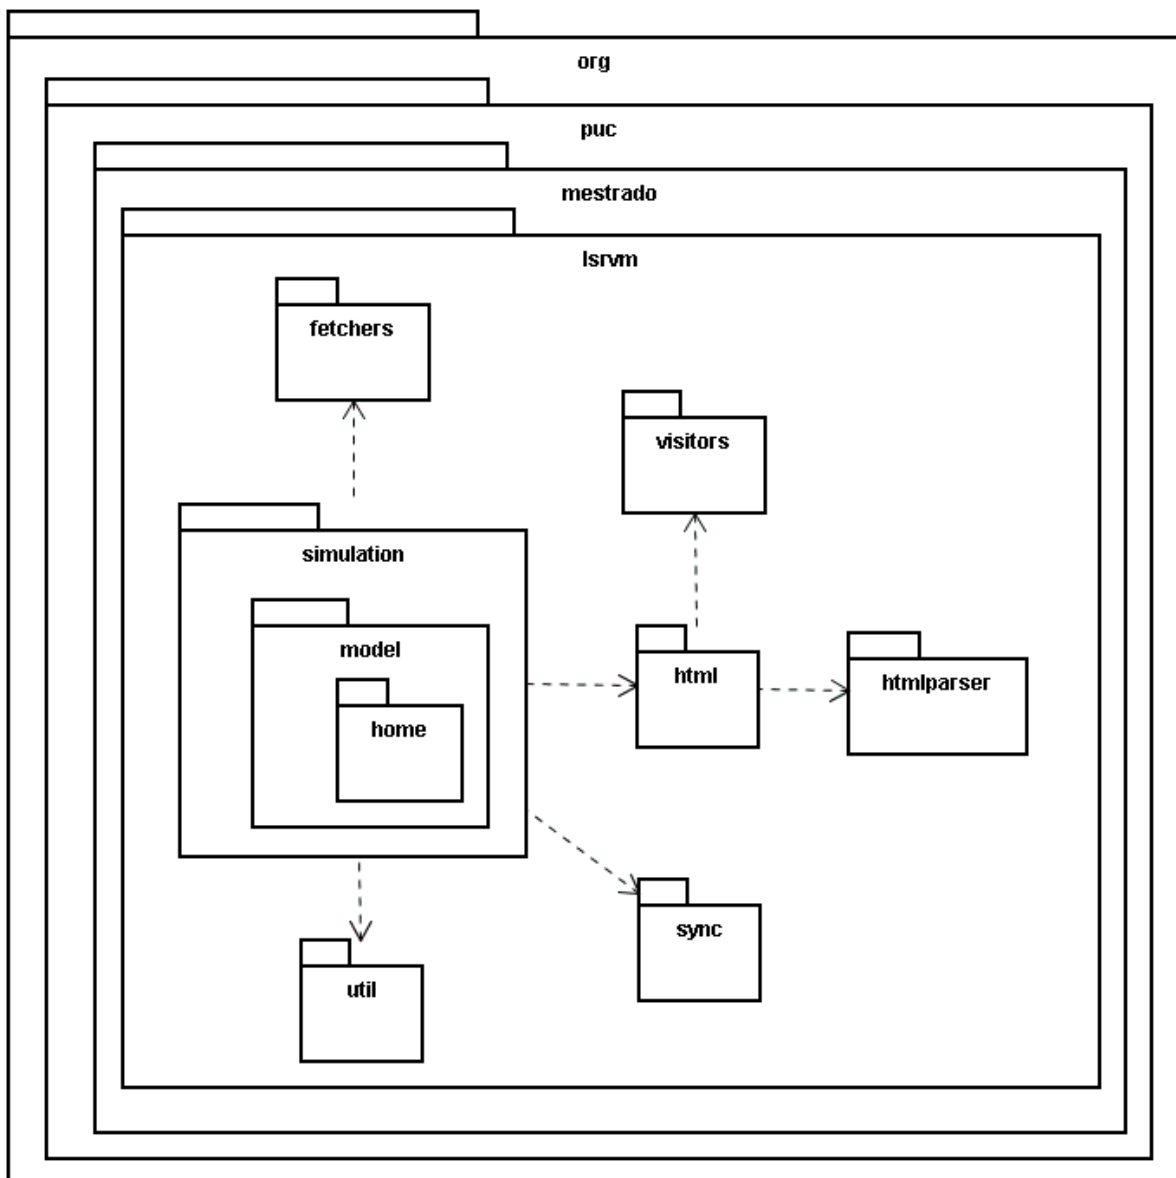 org
puc
mestrado
lsrvm
fetchers
visitors
simulation
model
html
htmlparser
home
sync
util